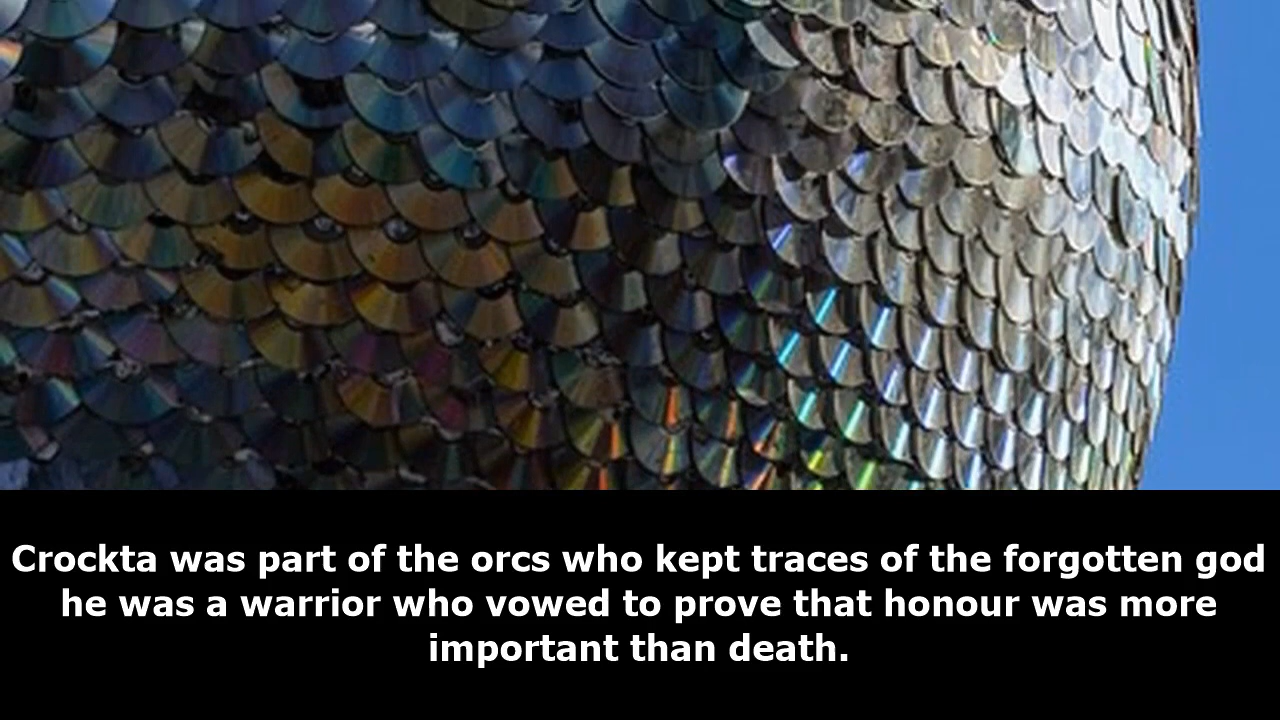 Crockta was part of the orcs who kept traces of the forgotten god
he was a warrior who vowed to prove that honour was more
important than death.